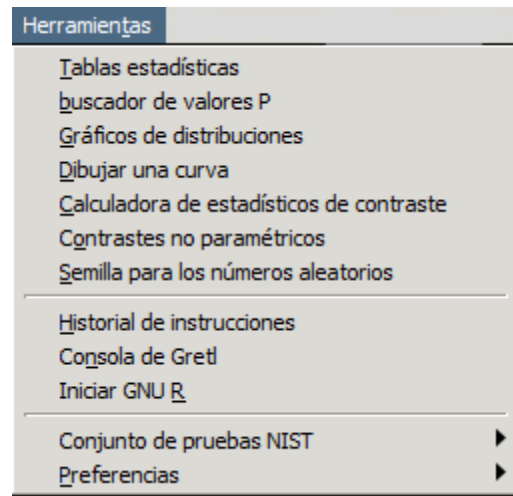 Herramientas
Tablas estadísticas
buscador de valores P
Gráficos de distribuciones
Dibujar una curva
Calculadora de estadísticos de contraste
Contrastes no paramétricos
Semilla para los números aleatorios
Historial de instrucciones
Consola de Gretl
Iniciar GNU R
Conjunto de pruebas NIST
Preferencias